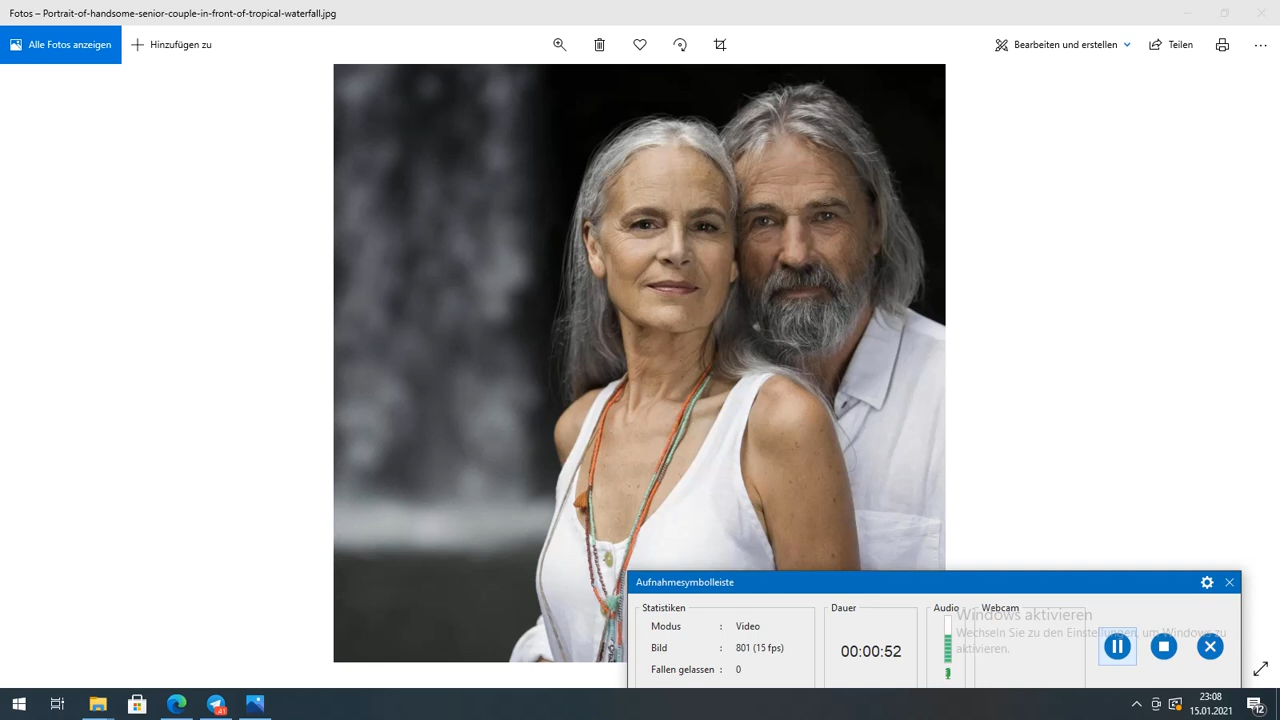 Fotos – Portrait-of-handsome-senior-couple-in-front-of-tropical-waterfall.jpg
Alle Fotos anzeigen
Hinzufügen zu
Bearbeiten und erstellen
Teilen
Aufnahmesymbolleiste
Statistiken
Modus : Video
Bild : 801 (15 fps)
Fallen gelassen : 0
Dauer
00:00:52
Audio
Webcam
Windows aktivieren
Wechseln Sie zu den Einstellungen, um Windows zu
aktivieren.
41
23:08
15.01.2021
12